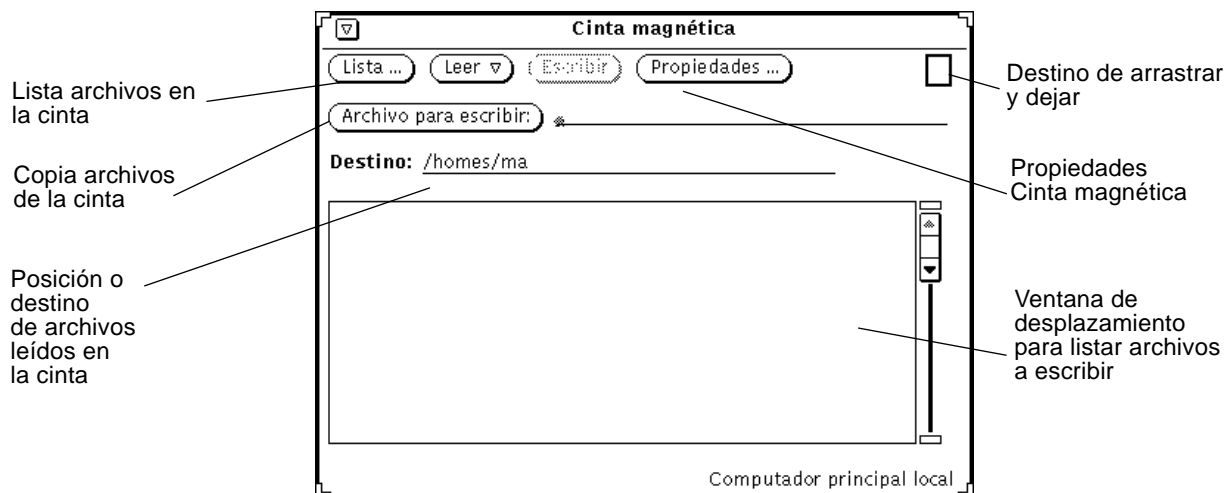 Cinta magnética
Lista ...
Leer
Escribir
Propiedades ...
Archivo para escribir:
Destino: /homes/ma
Computador principal local
Lista archivos en
la cinta
Copia archivos
de la cinta
Posición o
destino
de archivos
leídos en
la cinta
Destino de arrastrar
y dejar
Propiedades
Cinta magnética
Ventana de
desplazamiento
para listar archivos
a escribir